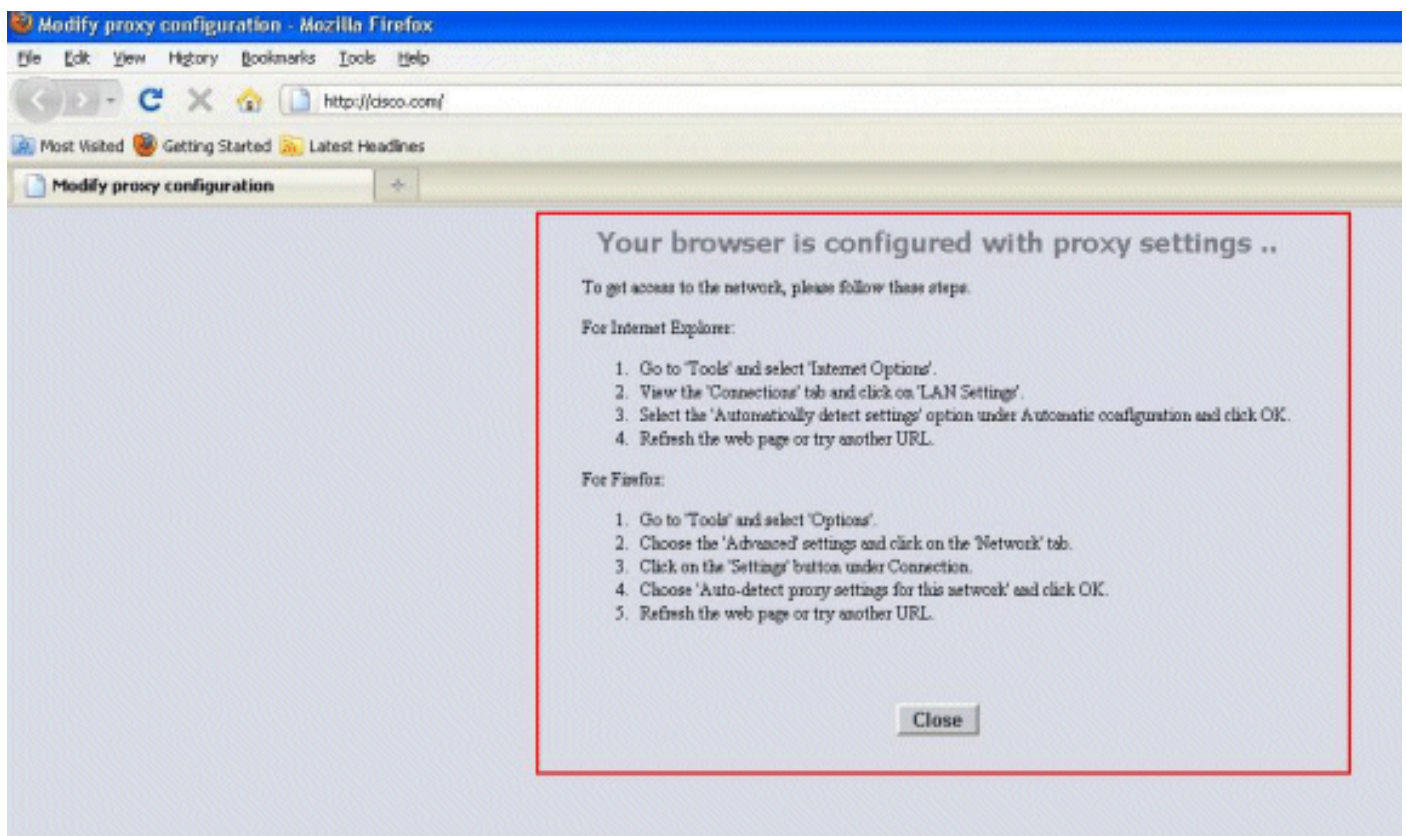 Modify proxy configuration - Mozilla Firefox
File Edit View History Bookmarks Tools Help
http://cisco.com/
Most Visited Getting Started Latest Headlines
Modify proxy configuration
Your browser is configured with proxy settings ..
To get access to the network, please follow these steps.
For Internet Explorer:
1. Go to 'Tools' and select 'Internet Options'.
2. View the 'Connections' tab and click on 'LAN Settings'.
3. Select the 'Automatically detect settings' option under Automatic configuration and click OK.
4. Refresh the web page or try another URL.
For Firefox:
1. Go to 'Tools' and select 'Options'.
2. Choose the 'Advanced' settings and click on the 'Network' tab.
3. Click on the 'Settings' button under Connection.
4. Choose 'Auto-detect proxy settings for this network' and click OK.
5. Refresh the web page or try another URL.
Close